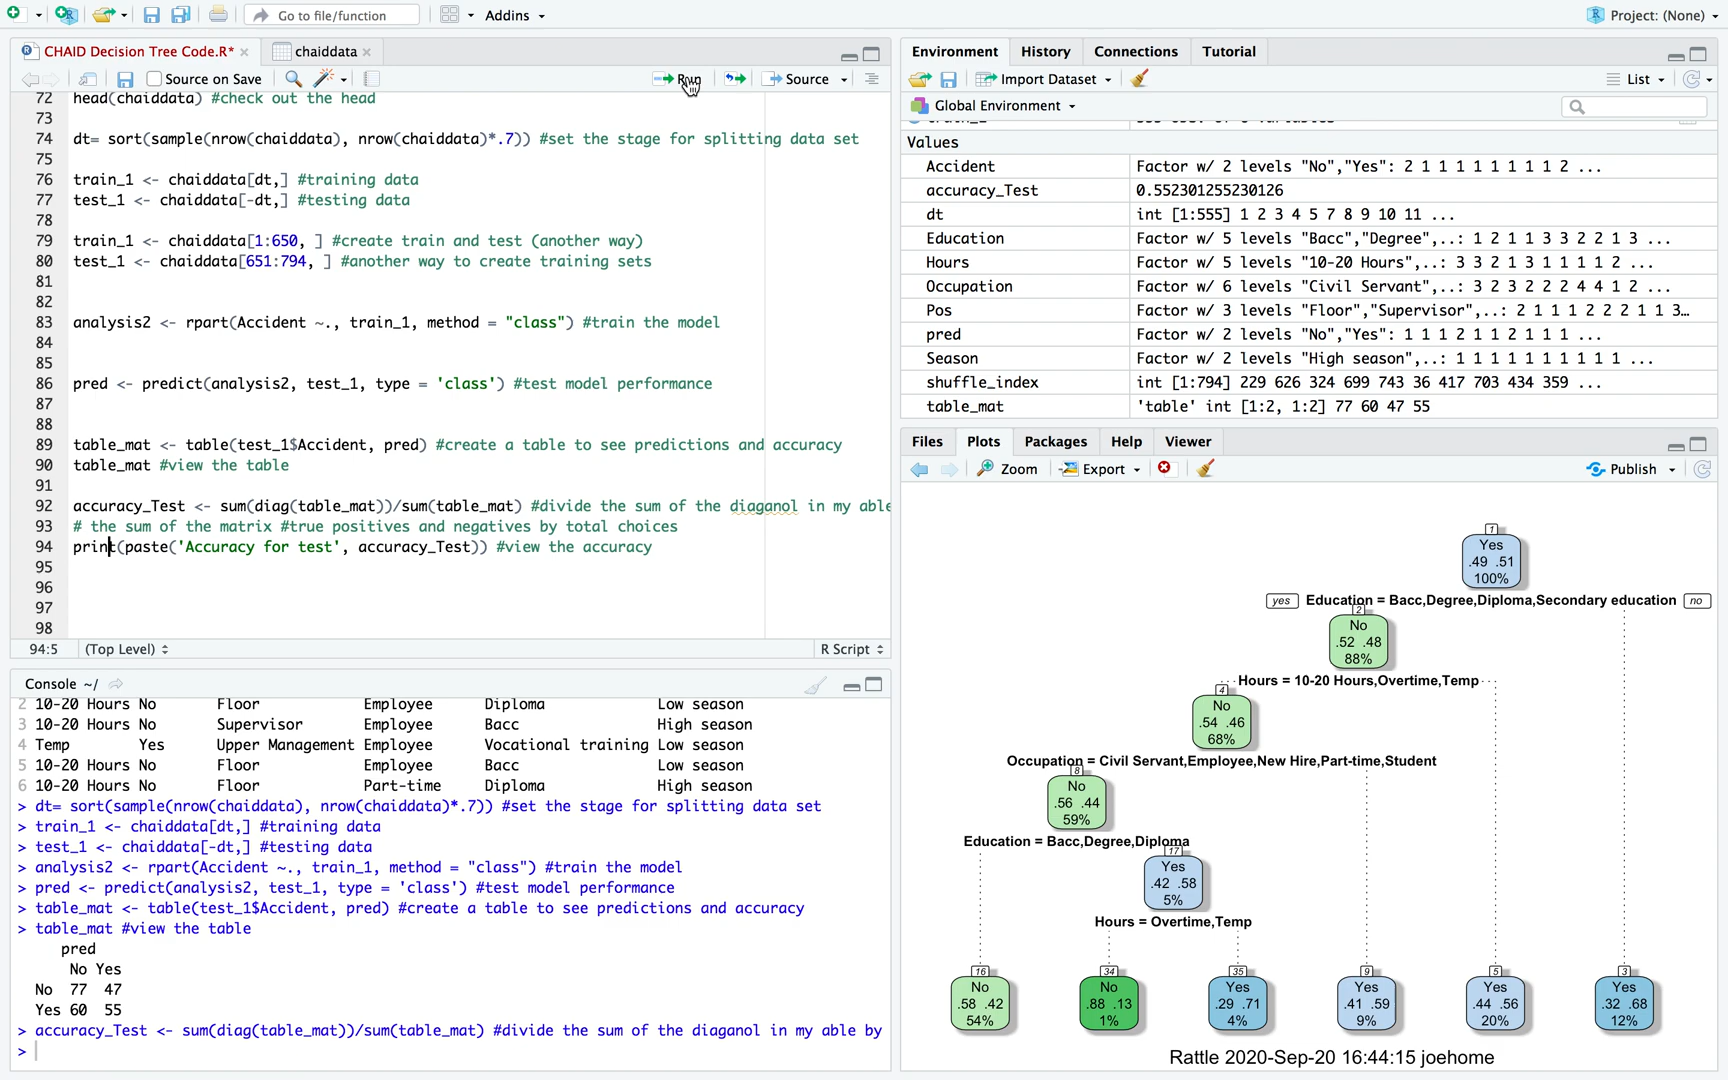 Go to file/function
Addins
Project: (None)
CHAID Decision Tree Code.R*
chaiddata
Source on Save
Run
Source
72 head(chaiddata) #check out the head
73
74 dt= sort(sample(nrow(chaiddata), nrow(chaiddata)*.7)) #set the stage for splitting data set
75
76 train_1 <- chaiddata[dt,] #training data
77 test_1 <- chaiddata[-dt,] #testing data
78
79 train_1 <- chaiddata[1:650, ] #create train and test (another way)
80 test_1 <- chaiddata[651:794, ] #another way to create training sets
81
82
83 analysis2 <- rpart(Accident ~., train_1, method = "class") #train the model
84
85
86 pred <- predict(analysis2, test_1, type = 'class') #test model performance
87
88
89 table_mat <- table(test_1$Accident, pred) #create a table to see predictions and accuracy
90 table_mat #view the table
91
92 accuracy_Test <- sum(diag(table_mat))/sum(table_mat) #divide the sum of the diaganol in my able
93 # the sum of the matrix #true positives and negatives by total choices
94 print(paste('Accuracy for test', accuracy_Test)) #view the accuracy
95
96
97
98
94:5 (Top Level) R Script
Console ~/
2 10-20 Hours No Floor Employee Diploma Low season
3 10-20 Hours No Supervisor Employee Bacc High season
4 Temp Yes Upper Management Employee Vocational training Low season
5 10-20 Hours No Floor Employee Bacc Low season
6 10-20 Hours No Floor Part-time Diploma High season
> dt= sort(sample(nrow(chaiddata), nrow(chaiddata)*.7)) #set the stage for splitting data set
> train_1 <- chaiddata[dt,] #training data
> test_1 <- chaiddata[-dt,] #testing data
> analysis2 <- rpart(Accident ~., train_1, method = "class") #train the model
> pred <- predict(analysis2, test_1, type = 'class') #test model performance
> table_mat <- table(test_1$Accident, pred) #create a table to see predictions and accuracy
> table_mat #view the table
pred
No Yes
No 77 47
Yes 60 55
> accuracy_Test <- sum(diag(table_mat))/sum(table_mat) #divide the sum of the diaganol in my able by
>
Environment History Connections Tutorial
Import Dataset
List
Global Environment
Values
Accident Factor w/ 2 levels "No","Yes": 2 1 1 1 1 1 1 1 1 2 ...
accuracy_Test 0.552301255230126
dt int [1:555] 1 2 3 4 5 7 8 9 10 11 ...
Education Factor w/ 5 levels "Bacc","Degree",..: 1 2 1 1 3 3 2 2 1 3 ...
Hours Factor w/ 5 levels "10-20 Hours",..: 3 3 2 1 3 1 1 1 1 2 ...
Occupation Factor w/ 6 levels "Civil Servant",..: 3 2 3 2 2 2 4 4 1 2 ...
Pos Factor w/ 3 levels "Floor","Supervisor",..: 2 1 1 1 2 2 2 1 1 3…
pred Factor w/ 2 levels "No","Yes": 1 1 1 2 1 1 2 1 1 1 ...
Season Factor w/ 2 levels "High season",..: 1 1 1 1 1 1 1 1 1 1 ...
shuffle_index int [1:794] 229 626 324 699 743 36 417 703 434 359 ...
table_mat 'table' int [1:2, 1:2] 77 60 47 55
Files Plots Packages Help Viewer
Zoom Export Publish
1
Yes
.49 .51
100%
yes Education = Bacc,Degree,Diploma,Secondary education no
2
No
.52 .48
88%
Hours = 10-20 Hours,Overtime,Temp
4
No
.54 .46
68%
Occupation = Civil Servant,Employee,New Hire,Part-time,Student
8
No
.56 .44
59%
Education = Bacc,Degree,Diploma
17
Yes
.42 .58
5%
Hours = Overtime,Temp
16 34 35 9 5 3
No No Yes Yes Yes Yes
.58 .42 .88 .13 .29 .71 .41 .59 .44 .56 .32 .68
54% 1% 4% 9% 20% 12%
Rattle 2020-Sep-20 16:44:15 joehome